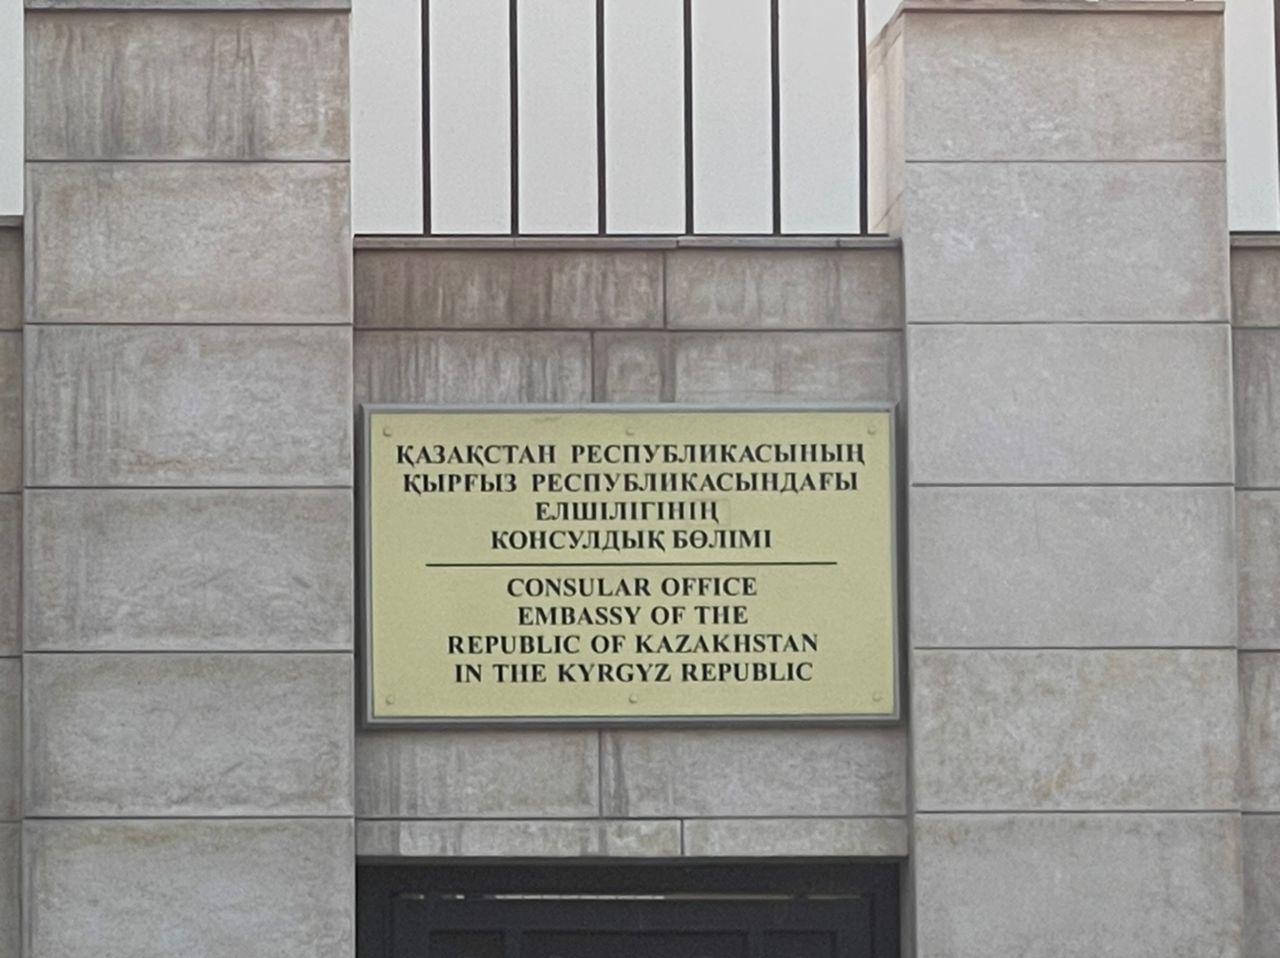 ҚАЗАҚСТАН РЕСПУБЛИКАСЫНЫҢ
ҚЫРҒЫЗ РЕСПУБЛИКАСЫНДАҒЫ
ЕЛШІЛІГІНІҢ
КОНСУЛДЫҚ БӨЛІМІ
CONSULAR OFFICE
EMBASSY OF THE
REPUBLIC OF KAZAKHSTAN
IN THE KYRGYZ REPUBLIC